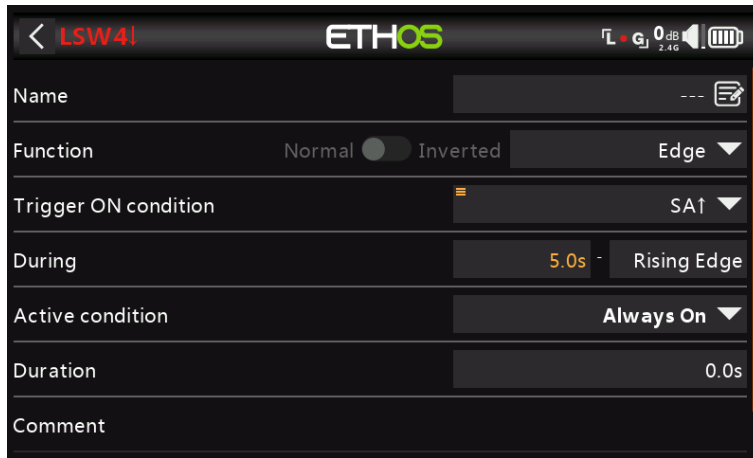 < LSW4↓ ETHOS L G 0dB 2.4G
Name ---
Function Normal Inverted Edge
Trigger ON condition SA↑
During 5.0s - Rising Edge
Active condition Always On
Duration 0.0s
Comment